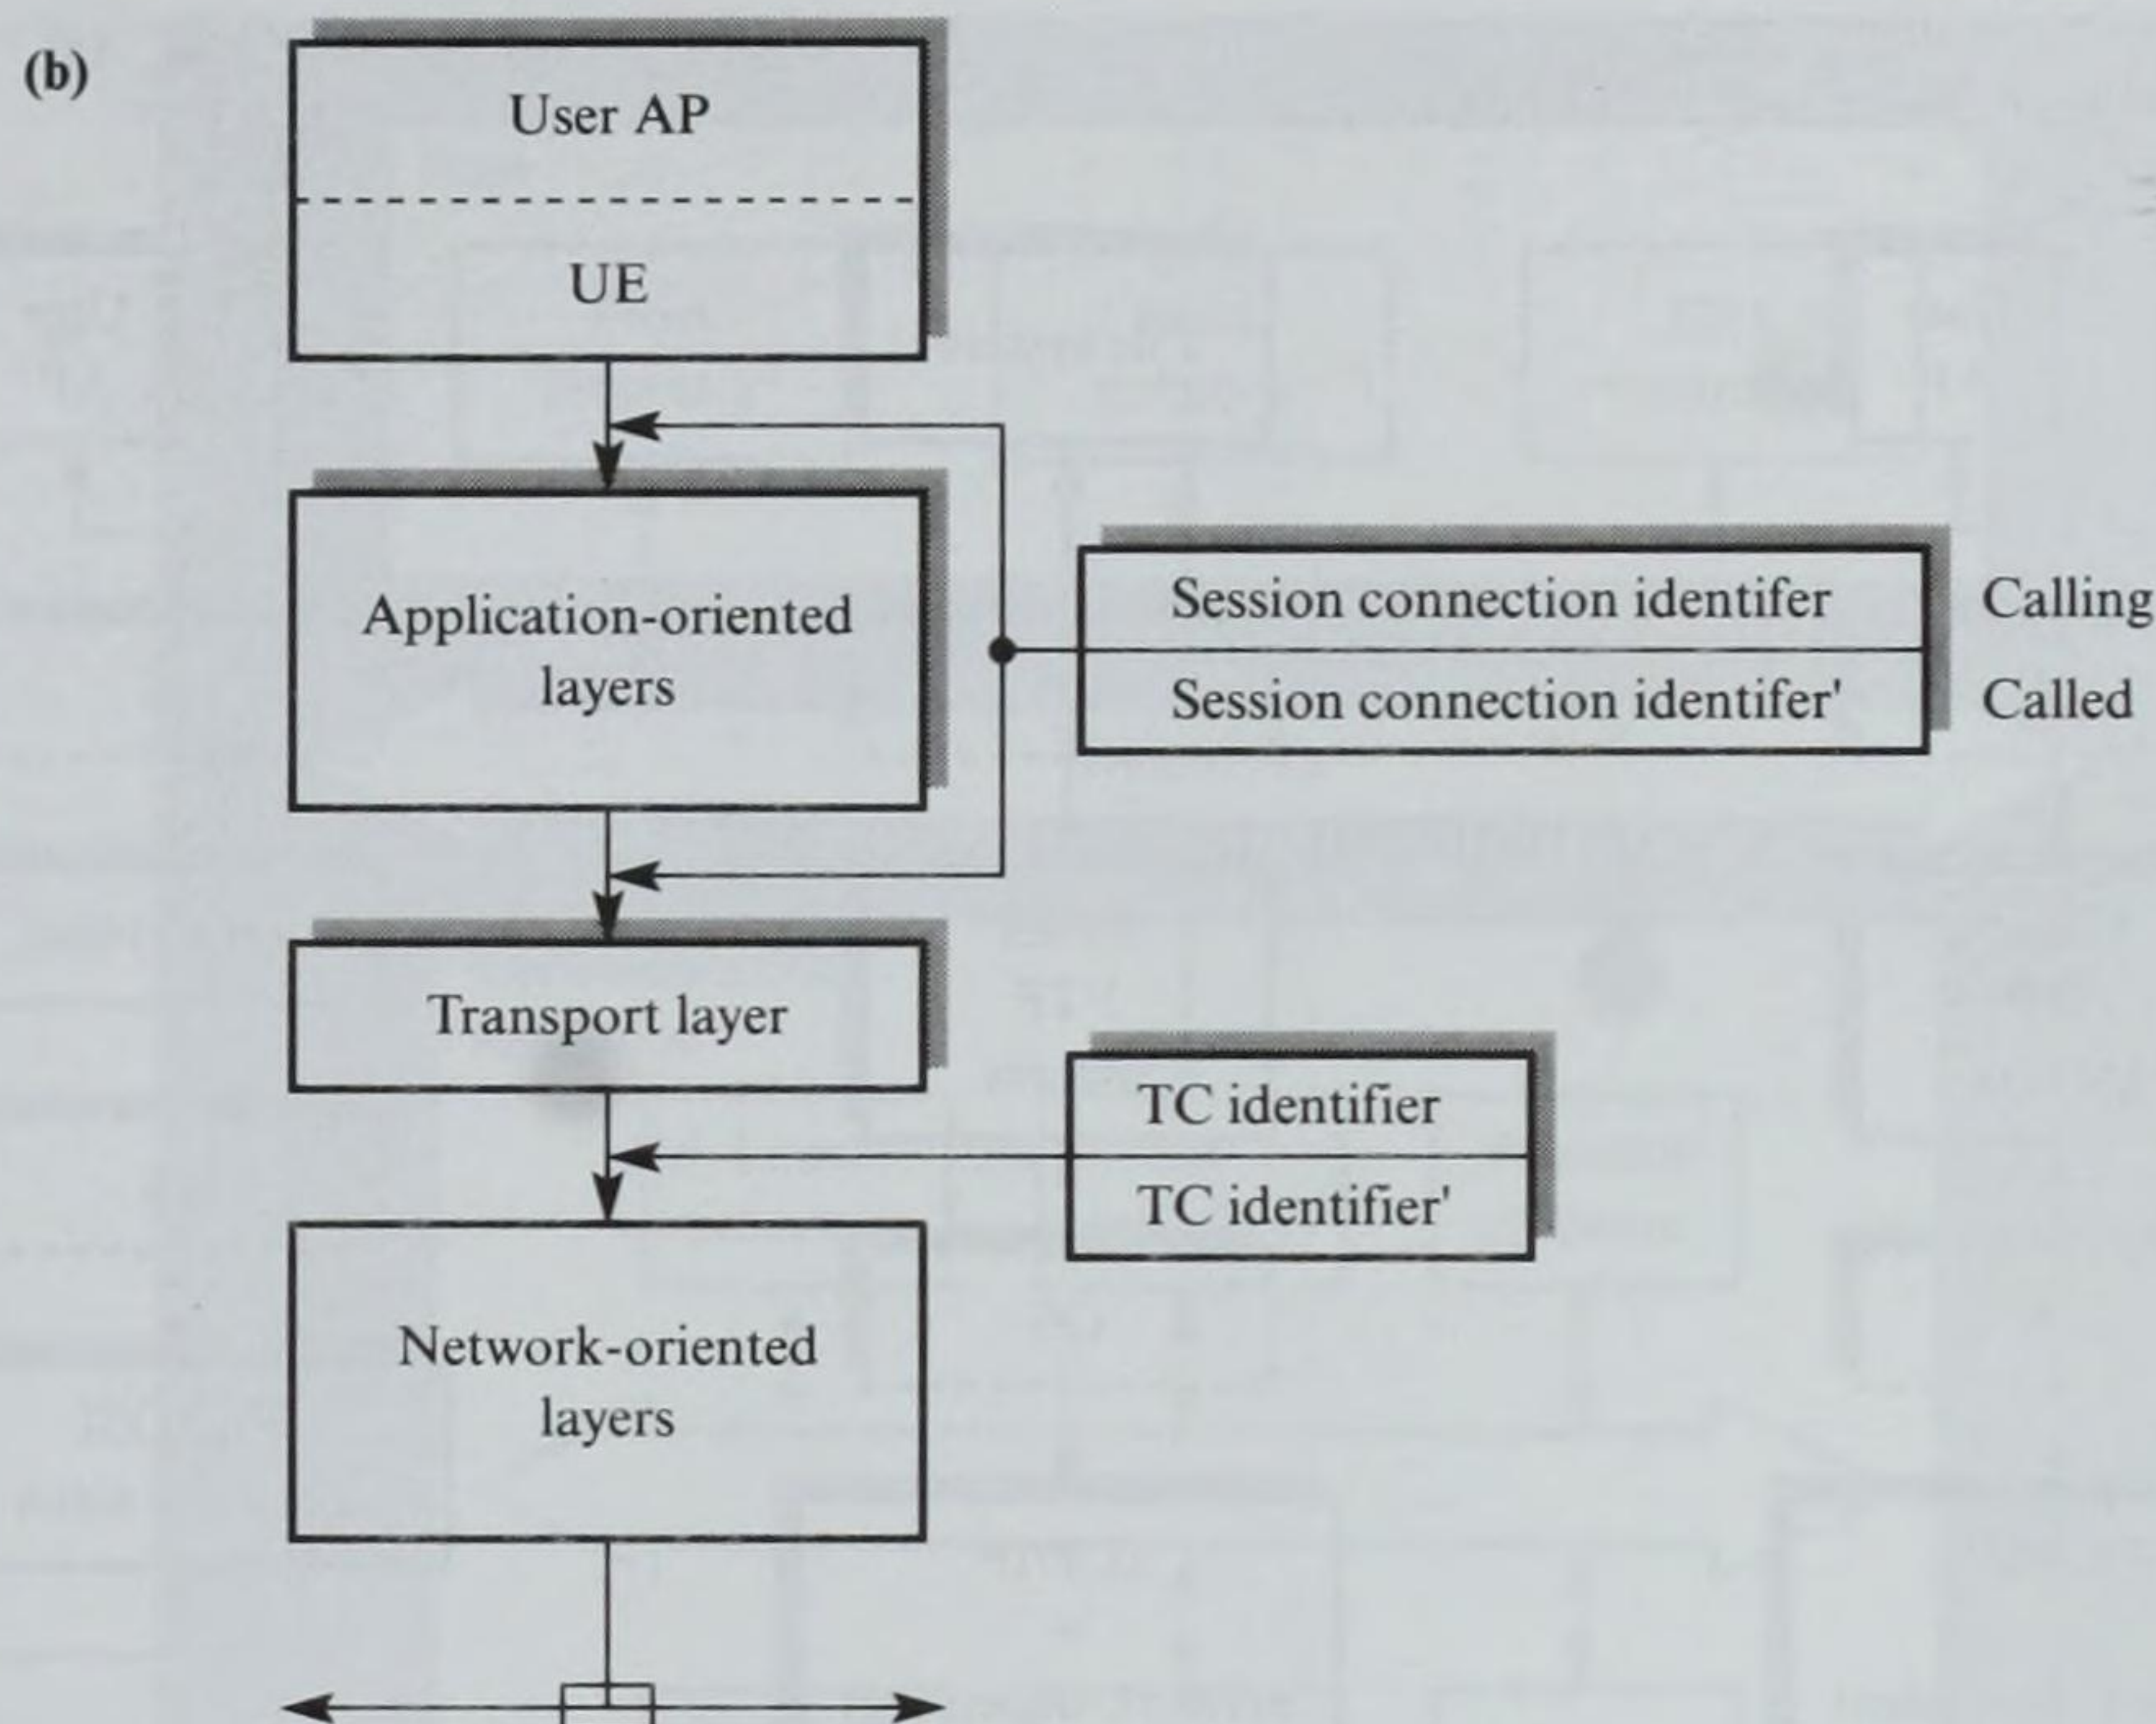 (b)
User AP
UE
Application-oriented
layers
Session connection identifer
Calling
Session connection identifer'
Called
Transport layer
TC identifier
TC identifier'
Network-oriented
layers